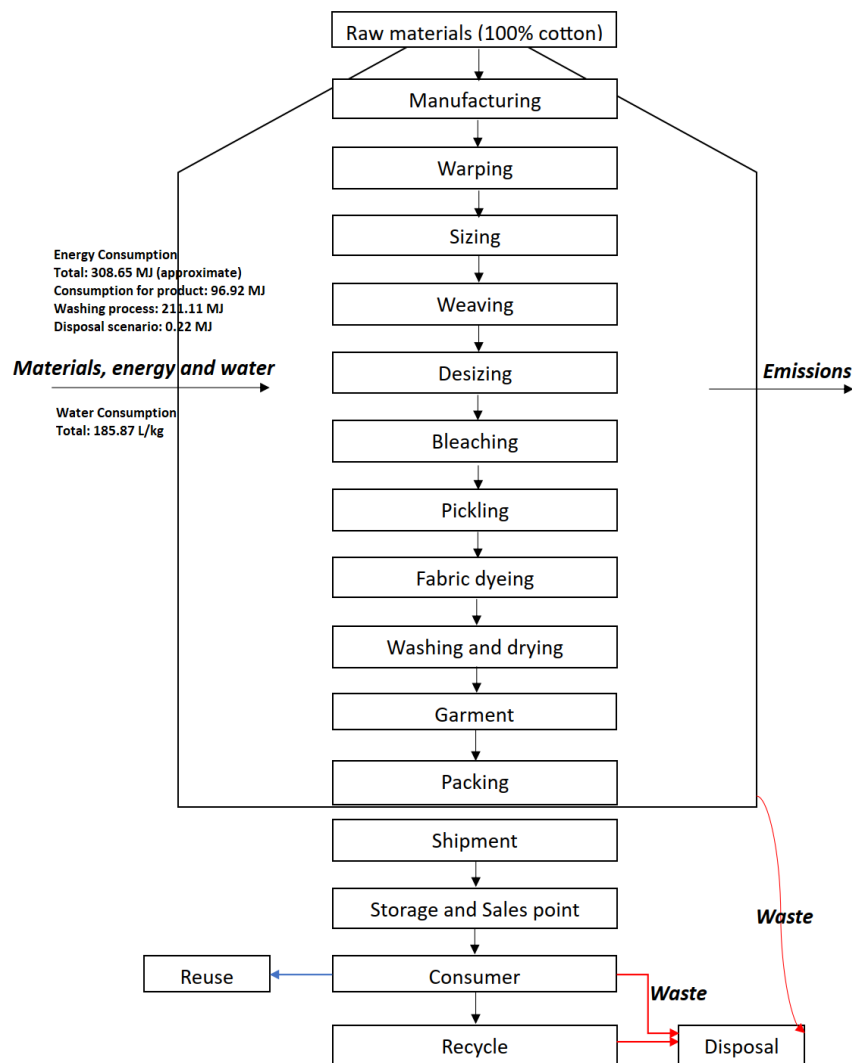 Raw materials (100% cotton)
Manufacturing
Warping
Sizing
Energy Consumption
Total: 308.65 MJ (approximate)
Consumption for product: 96.92 MJ
Washing process: 211.11 MJ
Disposal scenario: 0.22 MJ
Weaving
Materials, energy and water
Desizing
Emissions
Water Consumption
Total: 185.87 L/kg
Bleaching
Pickling
Fabric dyeing
Washing and drying
Garment
Packing
Shipment
Storage and Sales point
Waste
Reuse
Consumer
Waste
Recycle
Disposal